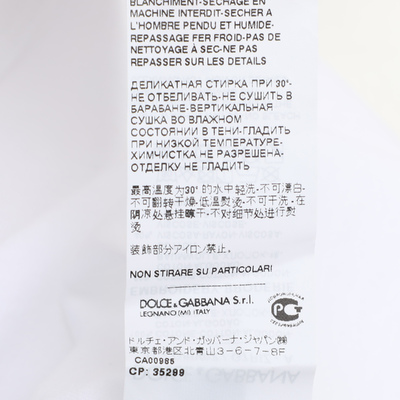 BLANCHIMENT-SECHAGE EN
MACHINE INTERDIT-SECHER A
L'HOMBRE PENDU ET HUMIDE-
REPASSAGE FER FROID-PAS DE
NETTOYAGE A SEC-NE PAS
REPASSER SUR LES DETAILS
ДЕЛИКАТНАЯ СТИРКА ПРИ 30°-
НЕ ОТБЕЛИВАТЬ-НЕ СУШИТЬ В
БАРАБАНЕ-ВЕРТИКАЛЬНАЯ
СУШКА ВО ВЛАЖНОМ
СОСТОЯНИИ В ТЕНИ-ГЛАДИТЬ
ПРИ НИЗКОЙ ТЕМПЕРАТУРЕ-
ХИМЧИСТКА НЕ РАЗРЕШЕНА-
ОТДЕЛКУ НЕ ГЛАДИТЬ
最高温度为30°的水中轻洗-不可漂白-
不可翻转干燥-低温熨烫-不可干洗-在
阴凉处悬挂晾干-不对细节处进行熨
烫
装飾部分アイロン禁止.
NON STIRARE SU PARTICOLARI
DOLCE & GABBANA S.r.l.
LEGNANO (MI) ITALY
ドルチェ・アンド・ガッバーナ・ジャパン㈱
東京都港区北青山3-6-7-8F
CA00985
CP: 35299